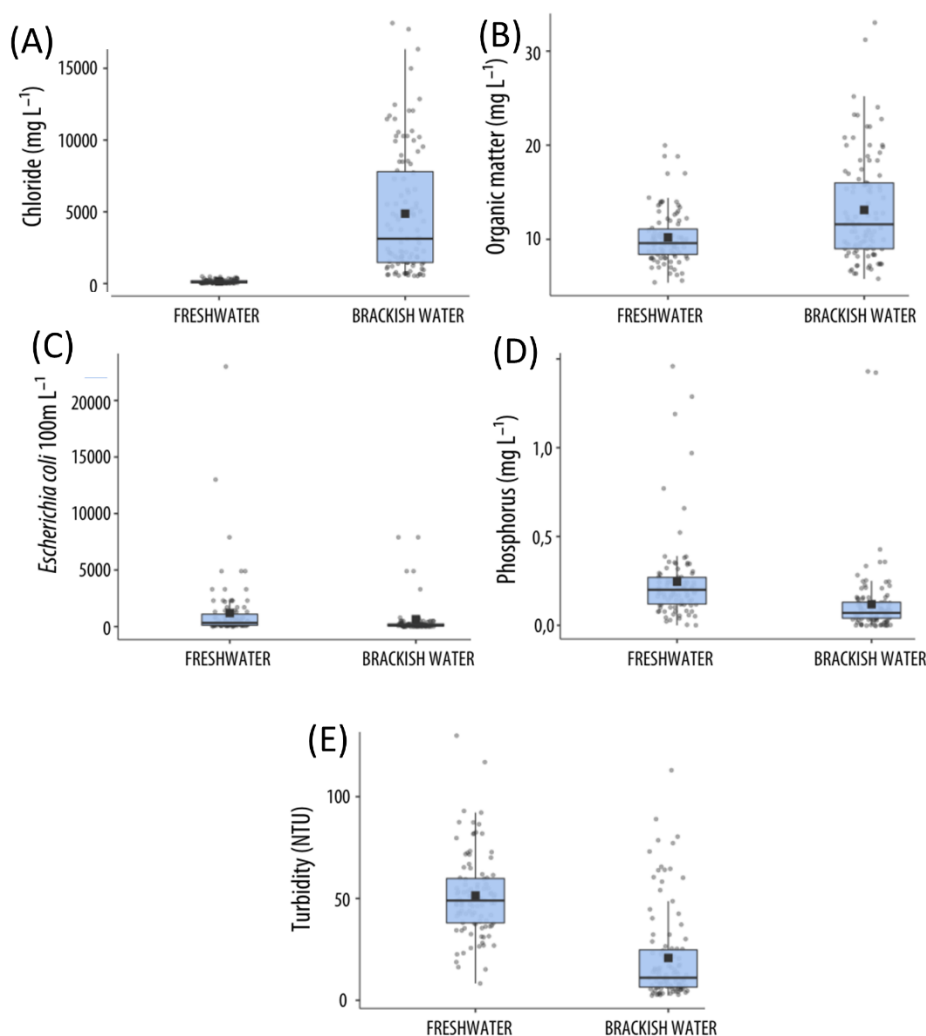 (A)
Chloride (mg L⁻¹)
15000
10000
5000
0
FRESHWATER
BRACKISH WATER
(B)
Organic matter (mg L⁻¹)
30
20
10
FRESHWATER
BRACKISH WATER
(C)
Escherichia coli 100m L⁻¹
20000
15000
10000
5000
0
FRESHWATER
BRACKISH WATER
(D)
Phosphorus (mg L⁻¹)
1,0
0,5
0,0
FRESHWATER
BRACKISH WATER
(E)
Turbidity (NTU)
100
50
0
FRESHWATER
BRACKISH WATER